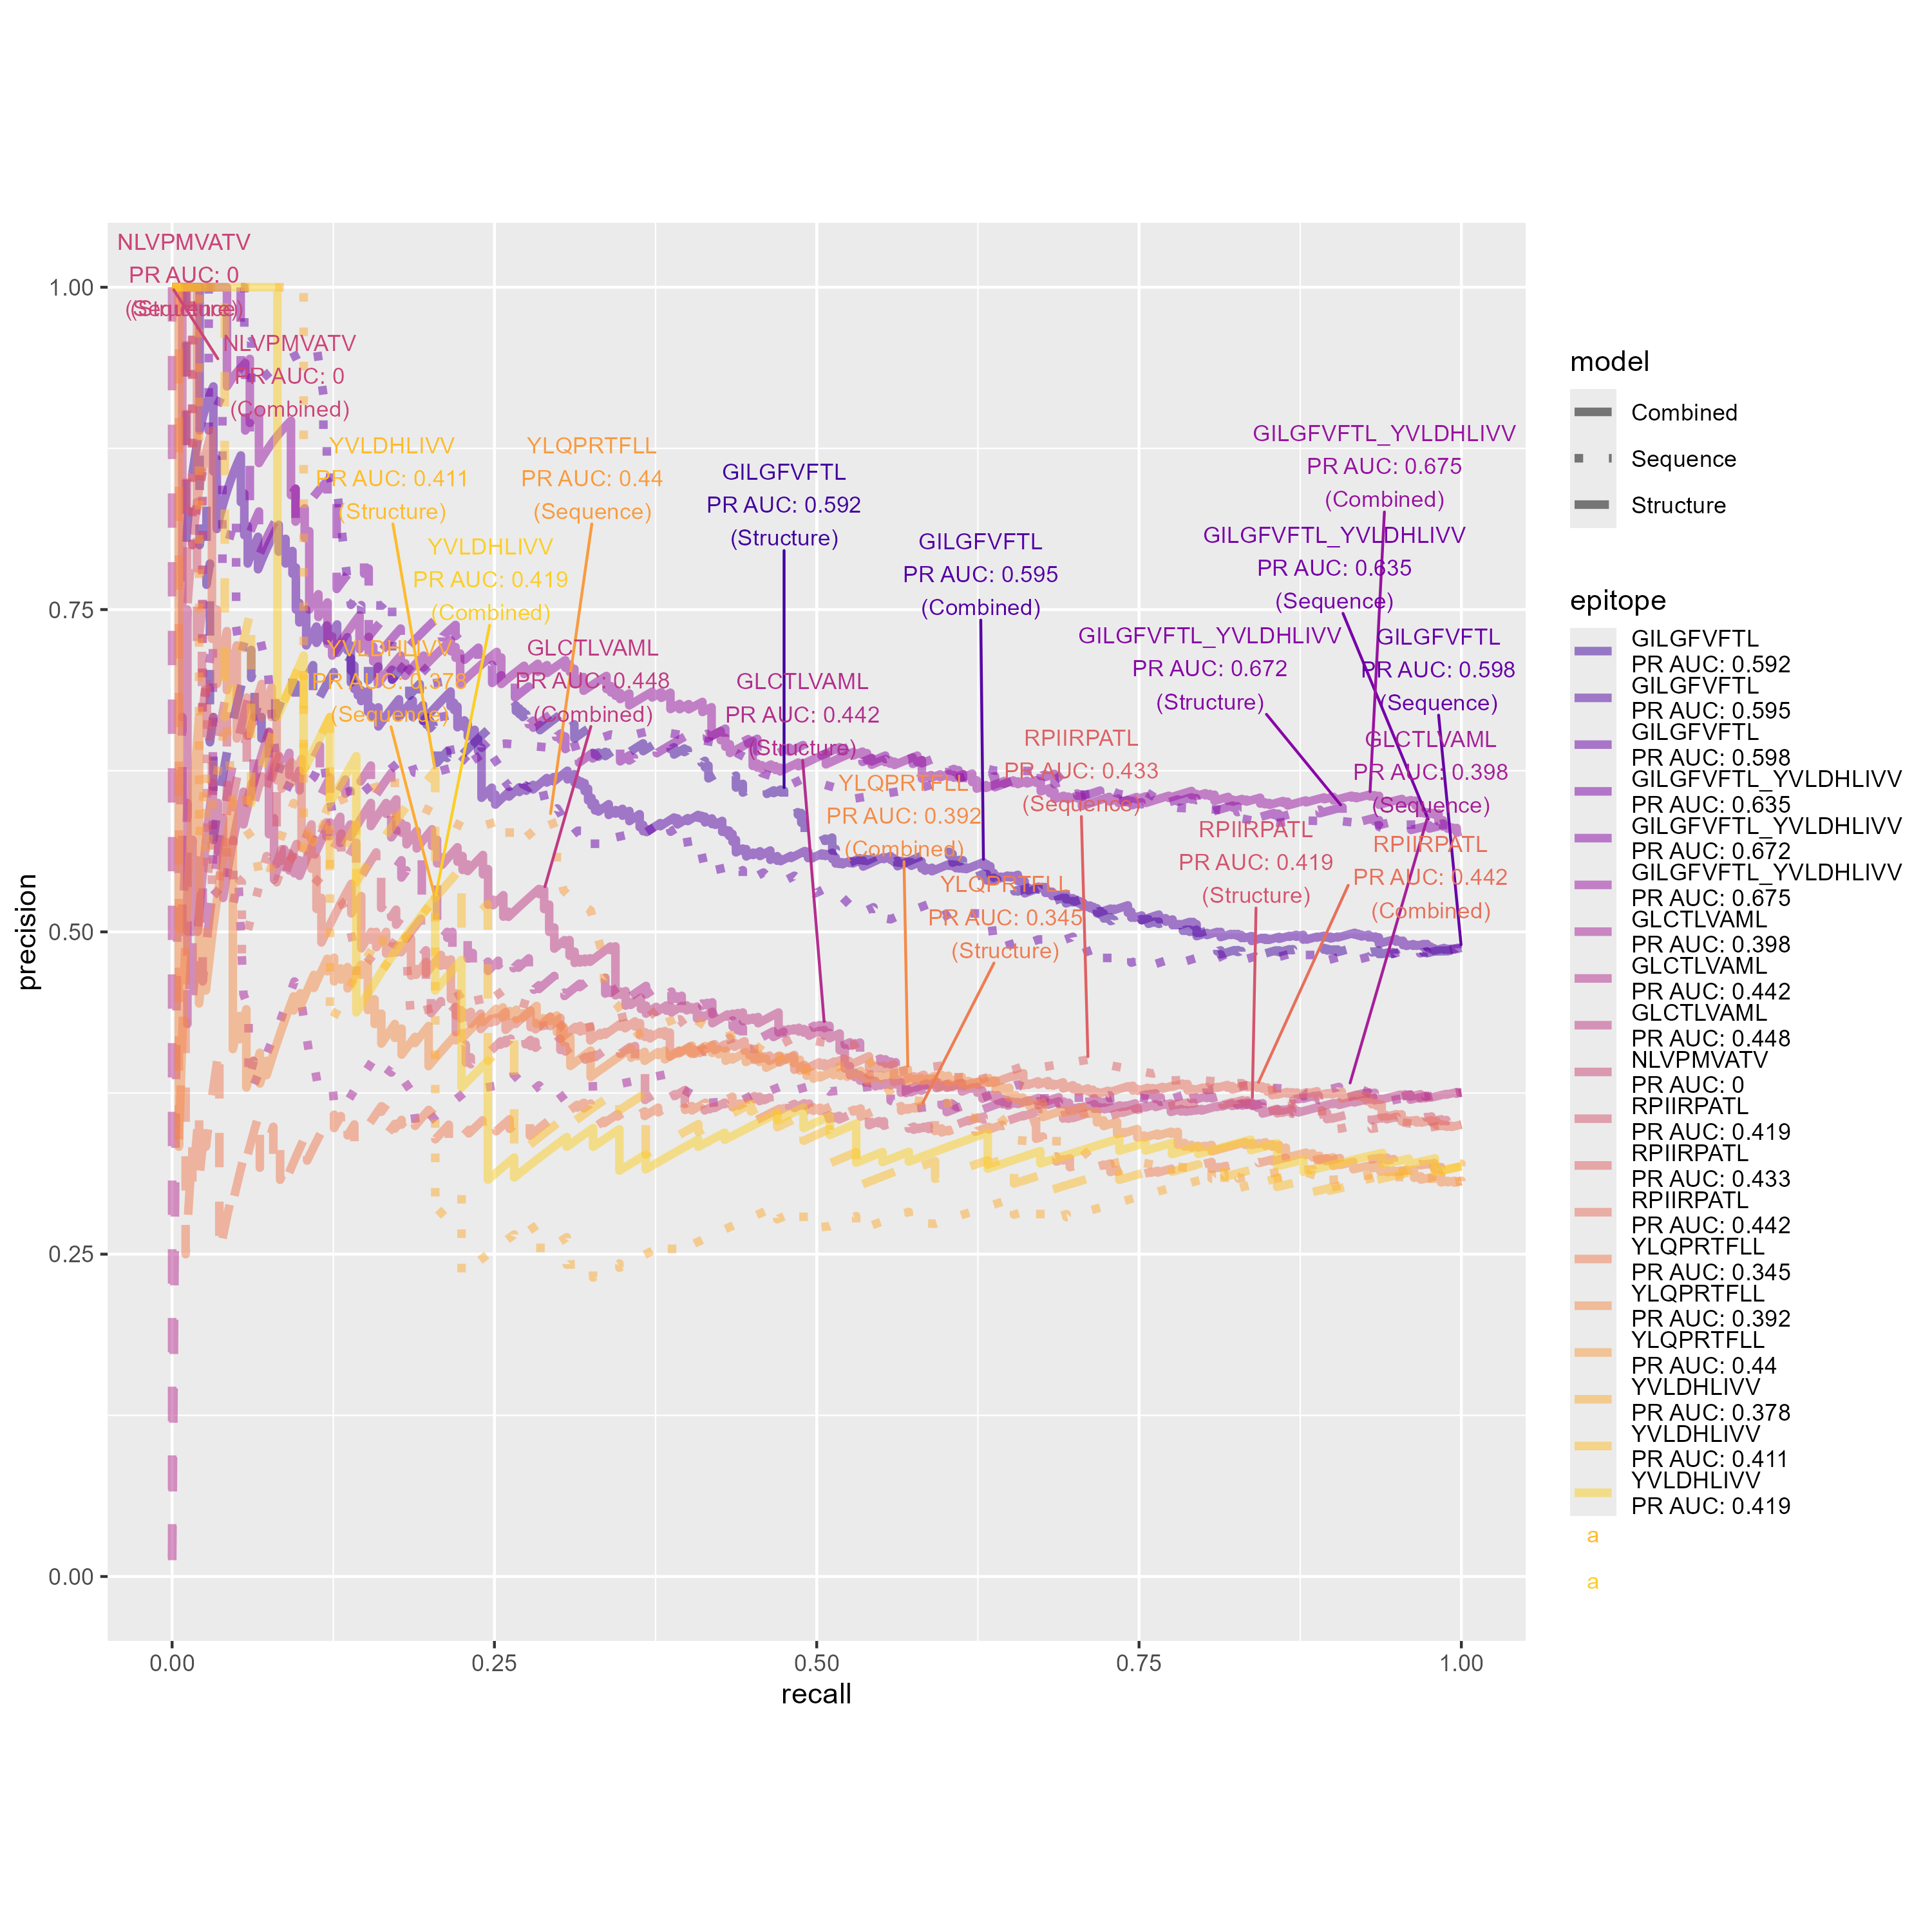 NLVPMVATV
PR AUC: 0
(Sequence)
NLVPMVATV
PR AUC: 0
(Combined)
YVLDHLIVV
PR AUC: 0.411
(Structure)
YLQPRTFLL
PR AUC: 0.44
(Sequence)
YVLDHLIVV
PR AUC: 0.419
(Combined)
YVLDHLIVV
PR AUC: 0.378
(Sequence)
GLCTLVAML
PR AUC: 0.448
(Combined)
GILGFVFTL
PR AUC: 0.592
(Structure)
GILGFVFTL
PR AUC: 0.595
(Combined)
GLCTLVAML
PR AUC: 0.442
(Structure)
YLQPRTFLL
PR AUC: 0.392
(Combined)
YLQPRTFLL
PR AUC: 0.345
(Structure)
RPIIRPATL
PR AUC: 0.433
(Sequence)
GILGFVFTL_YVLDHLIVV
PR AUC: 0.675
(Combined)
GILGFVFTL_YVLDHLIVV
PR AUC: 0.635
(Sequence)
GILGFVFTL_YVLDHLIVV
PR AUC: 0.672
(Structure)
GILGFVFTL
PR AUC: 0.598
(Sequence)
GLCTLVAML
PR AUC: 0.398
(Sequence)
RPIIRPATL
PR AUC: 0.419
(Structure)
RPIIRPATL
PR AUC: 0.442
(Combined)
1.00
0.75
0.50
0.25
0.00
precision
0.00 0.25 0.50 0.75 1.00
recall
model
Combined
Sequence
Structure
epitope
GILGFVFTL
PR AUC: 0.592
GILGFVFTL
PR AUC: 0.595
GILGFVFTL
PR AUC: 0.598
GILGFVFTL_YVLDHLIVV
PR AUC: 0.635
GILGFVFTL_YVLDHLIVV
PR AUC: 0.672
GILGFVFTL_YVLDHLIVV
PR AUC: 0.675
GLCTLVAML
PR AUC: 0.398
GLCTLVAML
PR AUC: 0.442
GLCTLVAML
PR AUC: 0.448
NLVPMVATV
PR AUC: 0
RPIIRPATL
PR AUC: 0.419
RPIIRPATL
PR AUC: 0.433
RPIIRPATL
PR AUC: 0.442
YLQPRTFLL
PR AUC: 0.345
YLQPRTFLL
PR AUC: 0.392
YLQPRTFLL
PR AUC: 0.44
YVLDHLIVV
PR AUC: 0.378
YVLDHLIVV
PR AUC: 0.411
YVLDHLIVV
PR AUC: 0.419
a
a